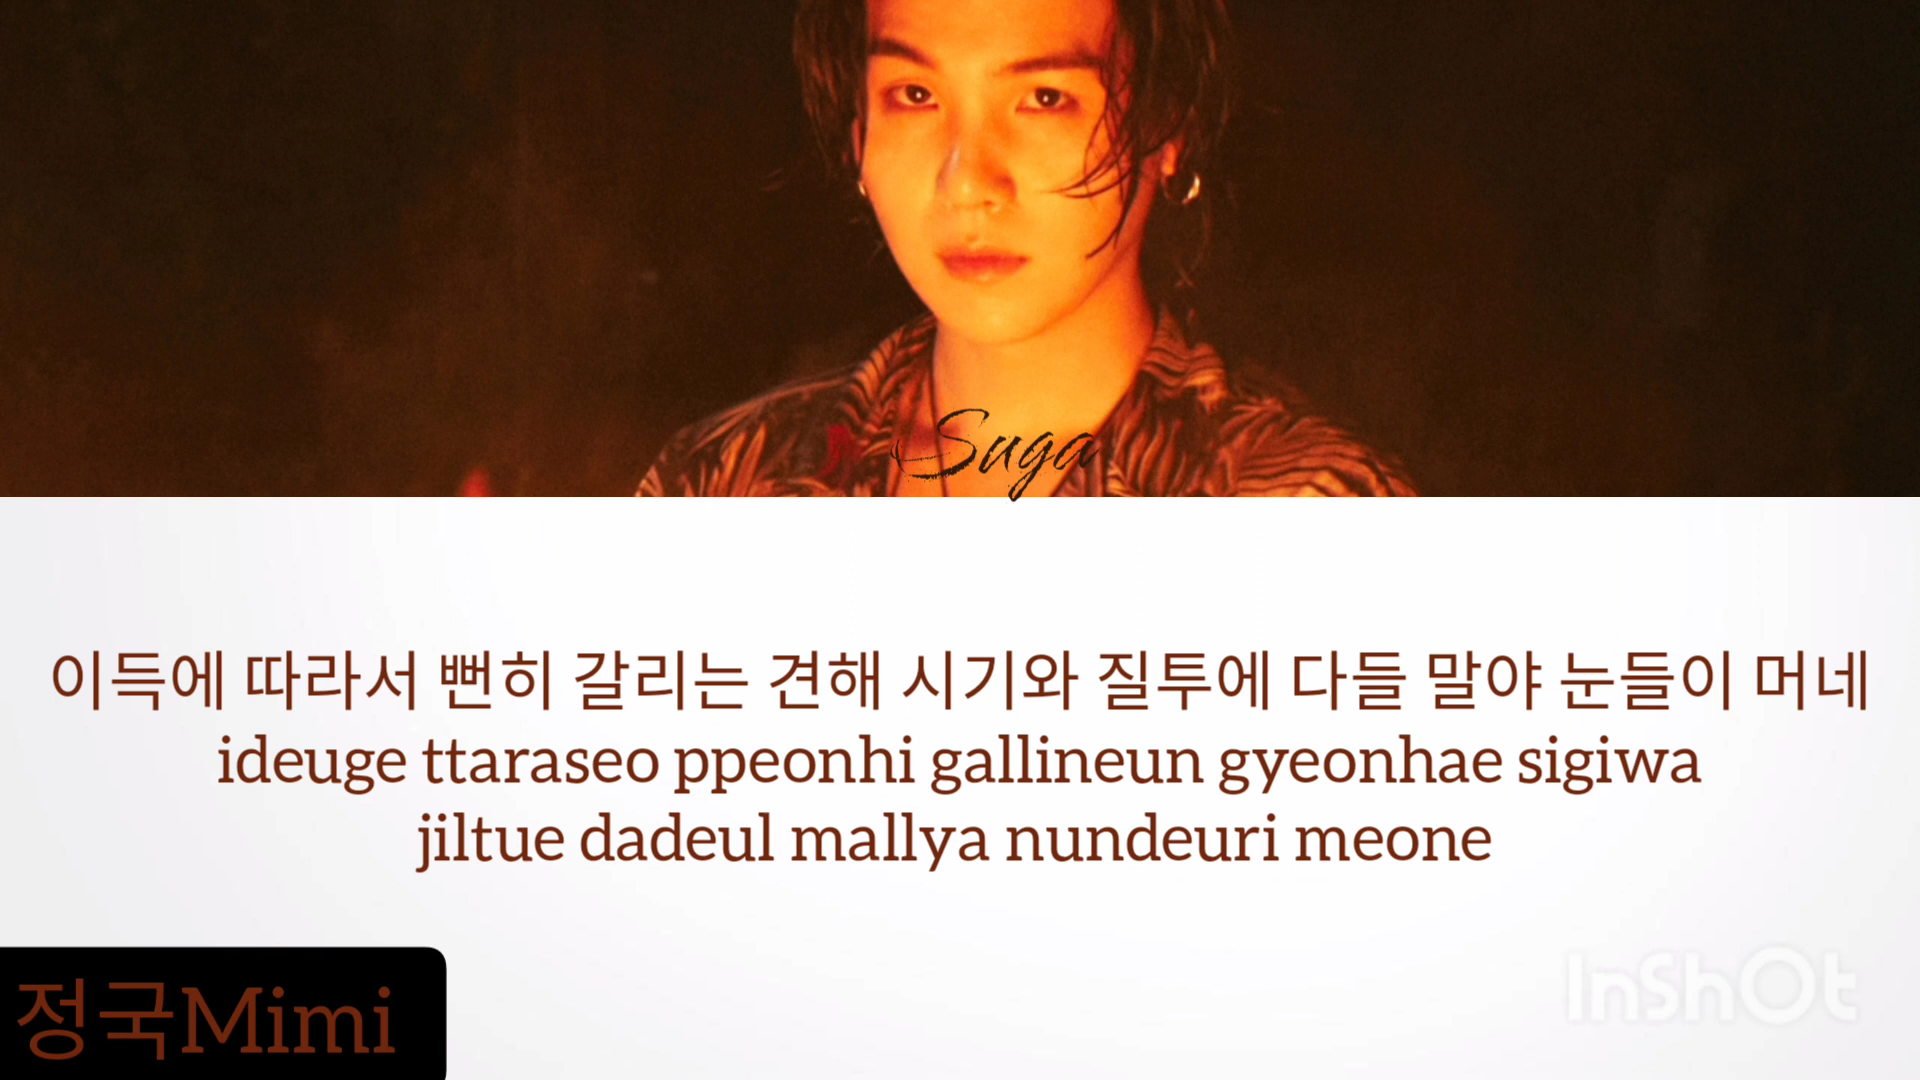 Suga
이득에 따라서 뻔히 갈리는 견해 시기와 질투에 다들 말야 눈들이 머네
ideuge ttaraseo ppeonhi gallineun gyeonhae sigiwa
jiltue dadeul mallya nundeuri meone
정국Mimi
InShOt